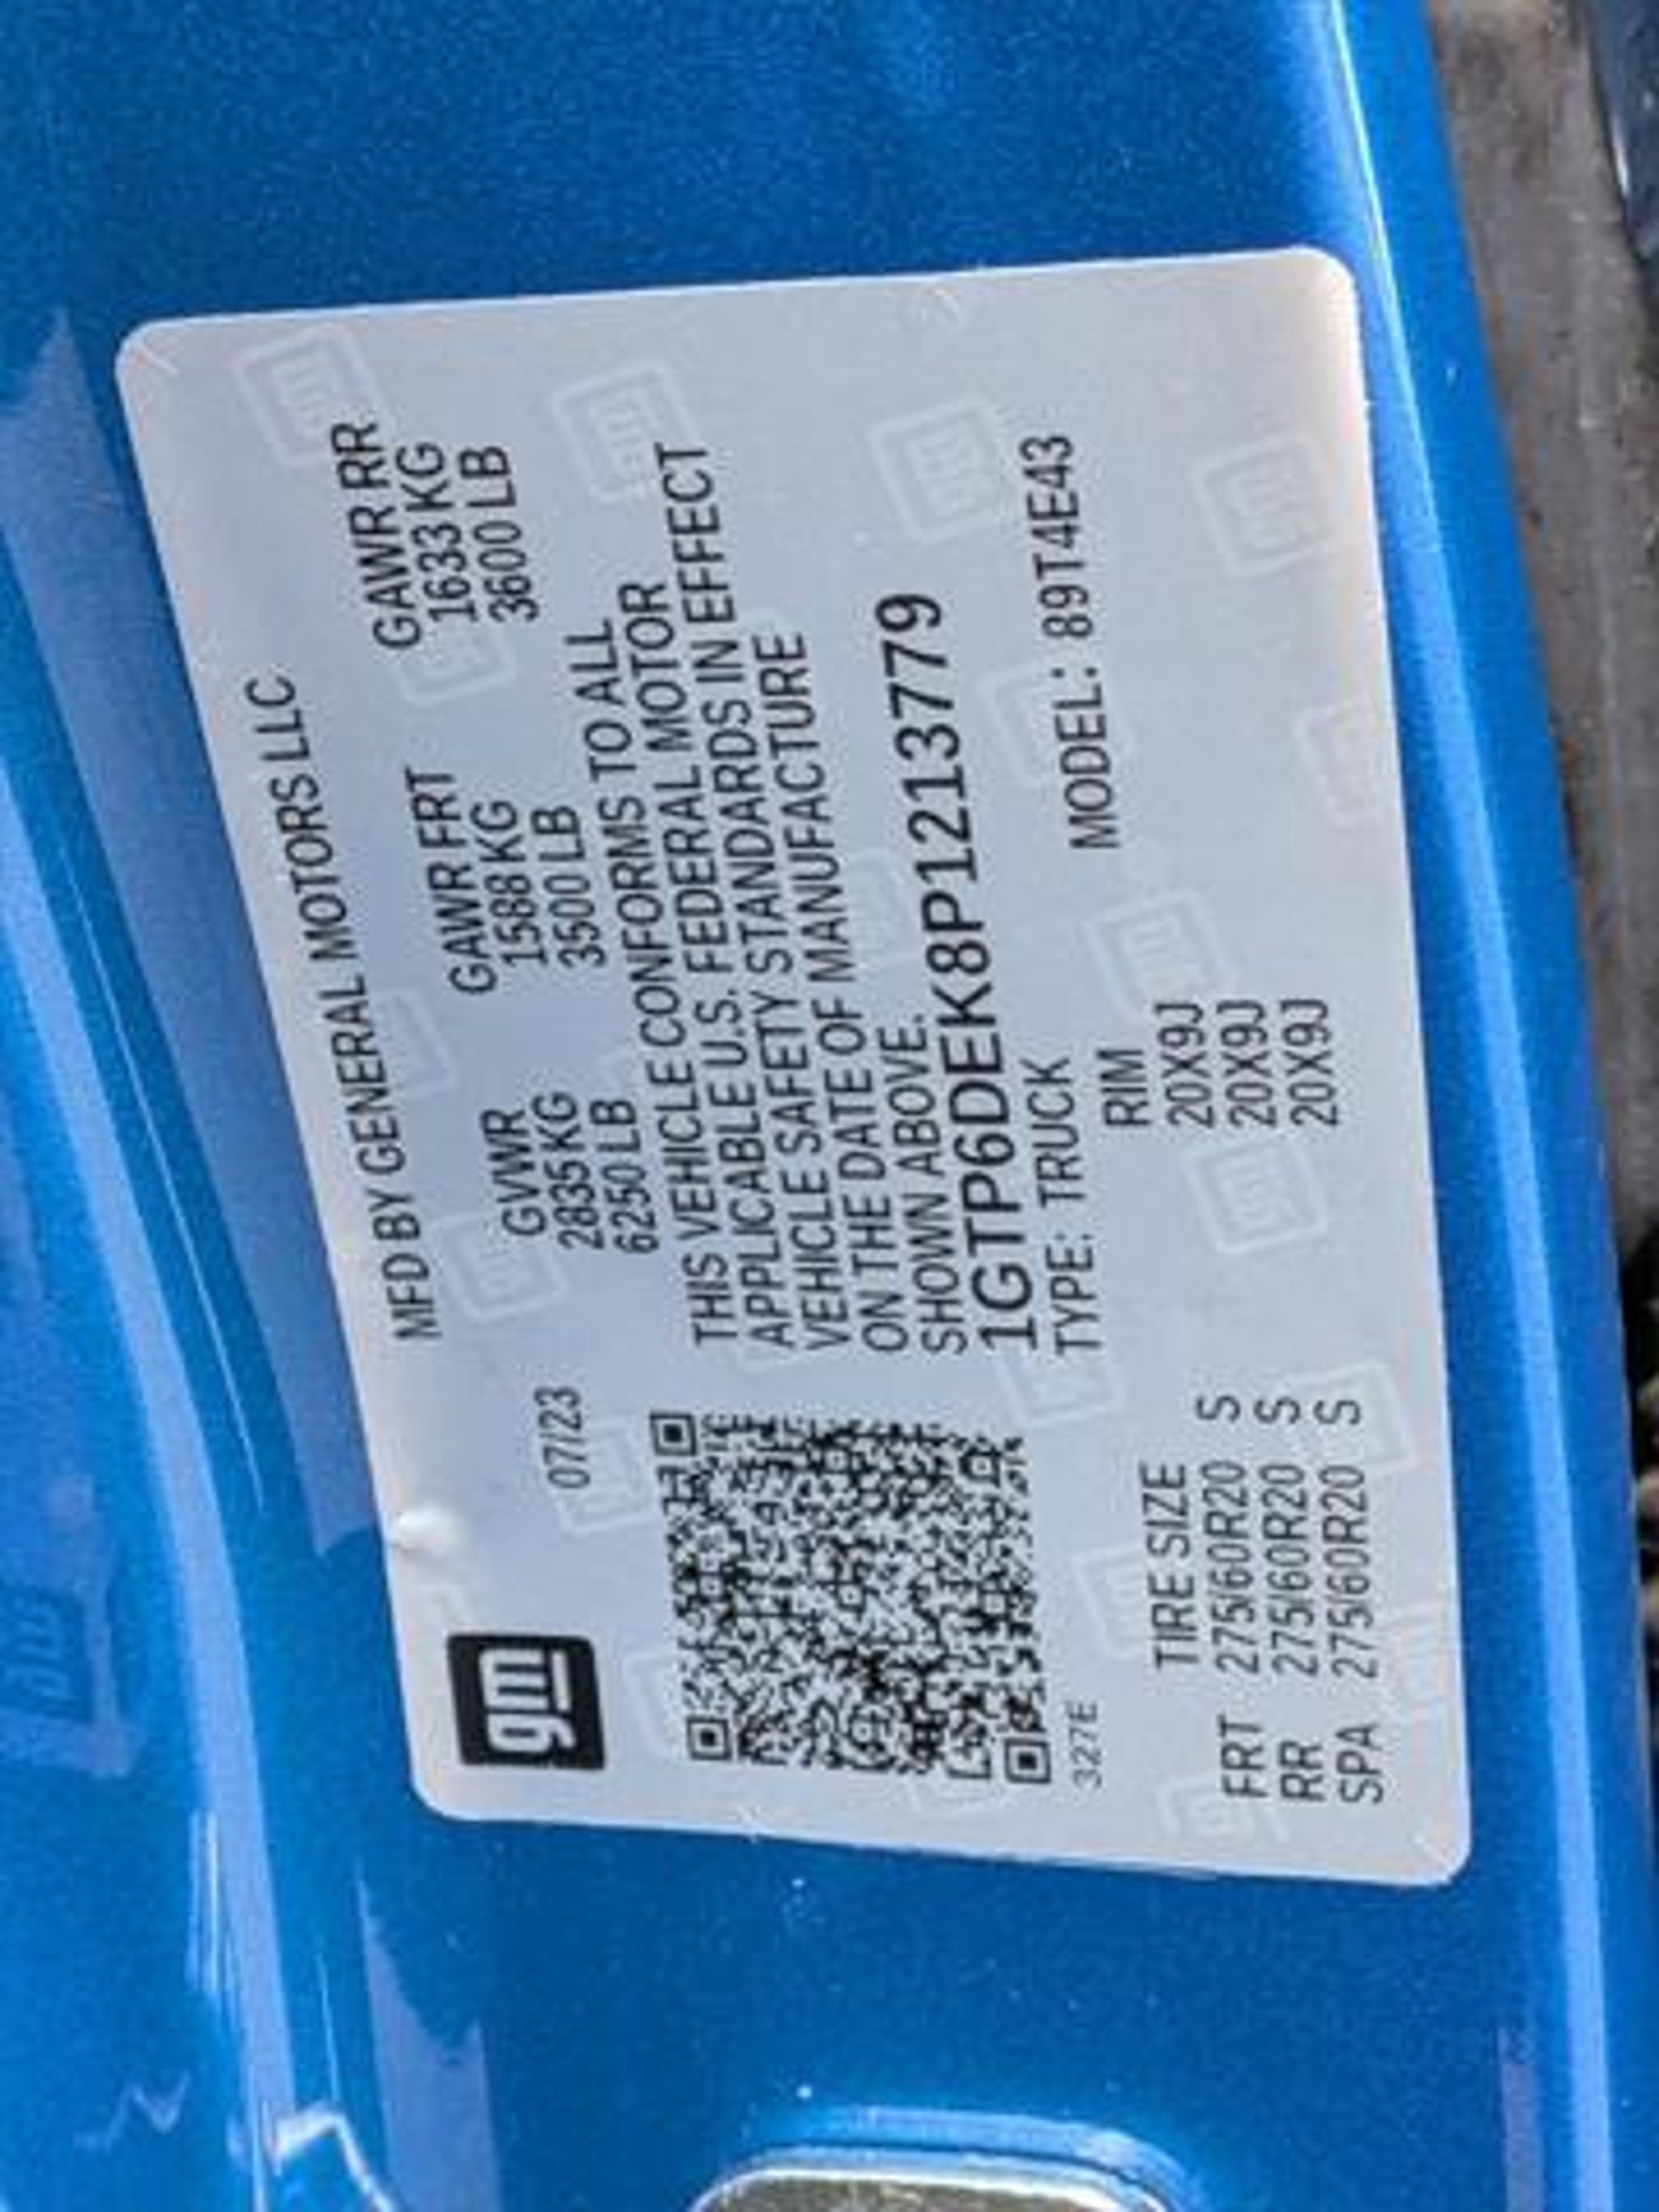 gm
MFD BY GENERAL MOTORS LLC
07/23
GVWR GAWR FRT GAWR RR
2835 KG 1588 KG 1633 KG
6250 LB 3500 LB 3600 LB
THIS VEHICLE CONFORMS TO ALL
APPLICABLE U.S. FEDERAL MOTOR
VEHICLE SAFETY STANDARDS IN EFFECT
ON THE DATE OF MANUFACTURE
SHOWN ABOVE.
1GTP6DEK8P1213779
327E
TYPE: TRUCK MODEL: 89T4E43
TIRE SIZE RIM
FRT 275/60R20 S 20X9J
RR 275/60R20 S 20X9J
SPA 275/60R20 S 20X9J